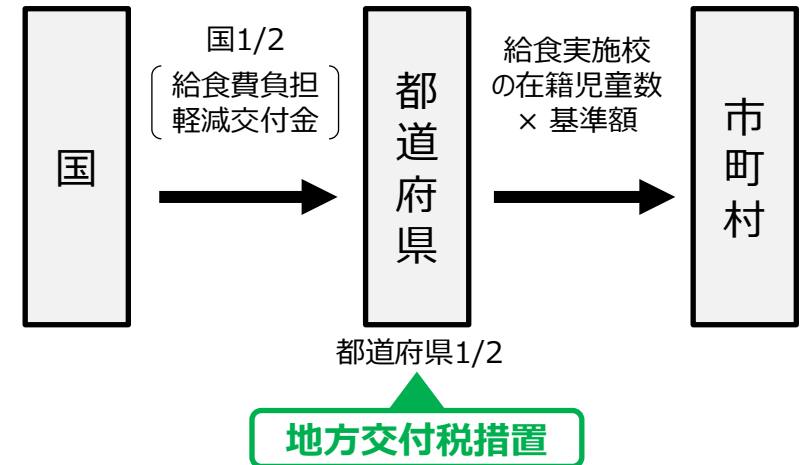 国
国1/2
給食費負担
軽減交付金
都道府県
給食実施校
の在籍児童数
× 基準額
市町村
都道府県1/2
地方交付税措置